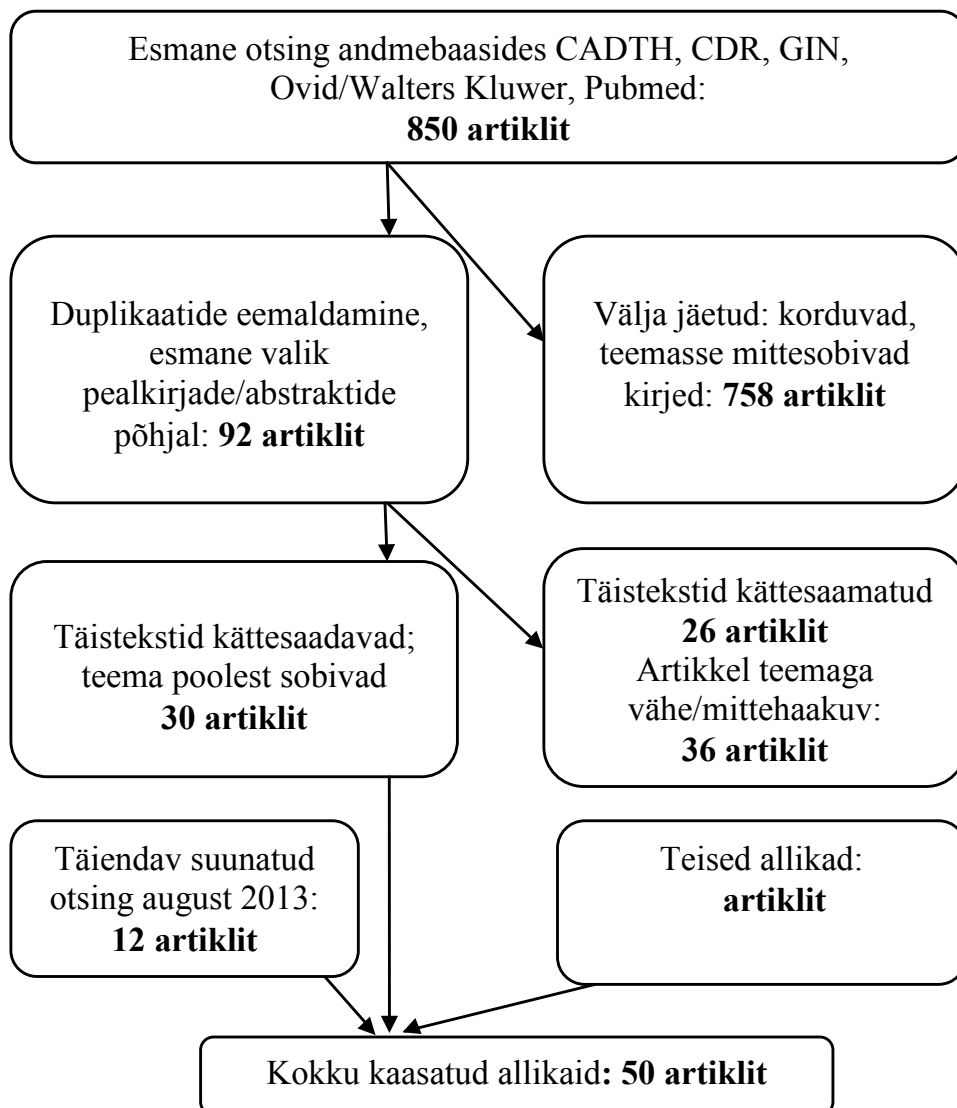 Esmane otsing andmebaasides CADTH, CDR, GIN,
Ovid/Walters Kluwer, Pubmed:
850 artiklit
Duplikaatide eemaldamine,
esmane valik
pealkirjade/abstraktide
põhjal: 92 artiklit
Välja jäetud: korduvad,
teemasse mittesobivad
kirjed: 758 artiklit
Täistekstid kättesaadavad;
teema poolest sobivad
30 artiklit
Täistekstid kättesaamatud
26 artiklit
Artikkel teemaga
vähe/mittehaakuv:
36 artiklit
Täiendav suunatud
otsing august 2013:
12 artiklit
Teised allikad:
artiklit
Kokku kaasatud allikaid: 50 artiklit